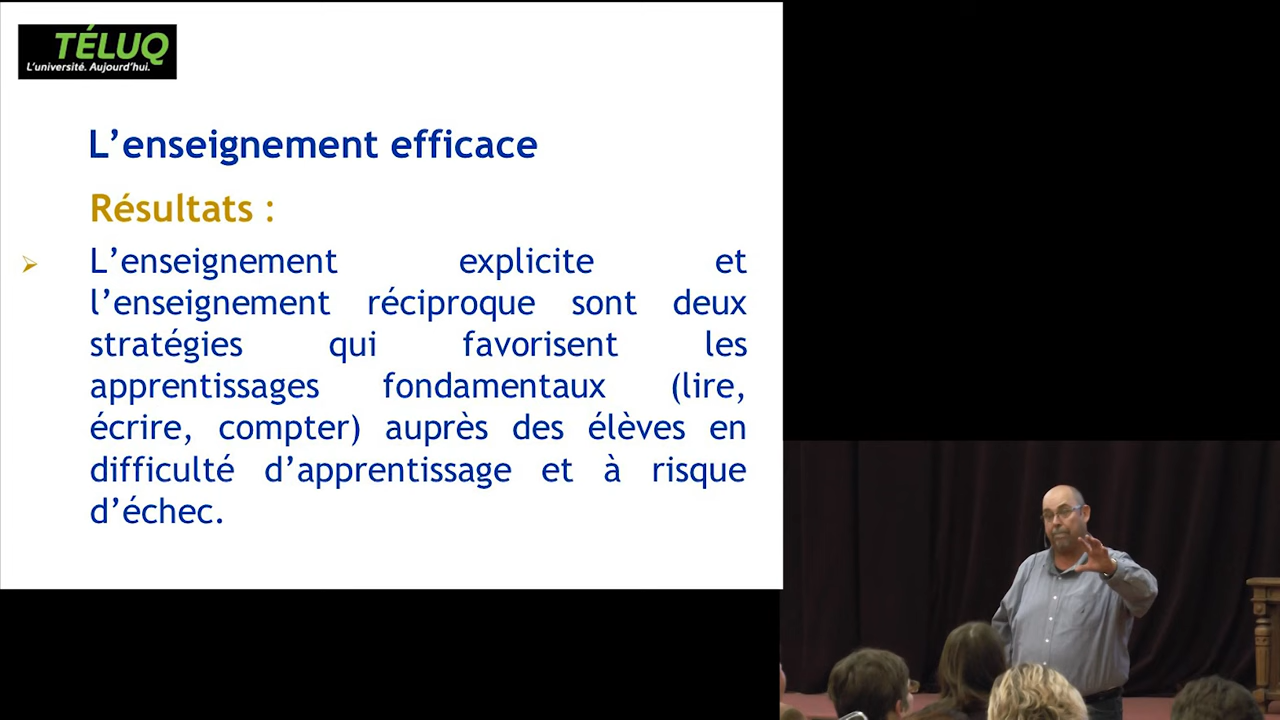 TÉLUQ
L'université. Aujourd'hui.
L’enseignement efficace
Résultats :
L’enseignement explicite et
l’enseignement réciproque sont deux
stratégies qui favorisent les
apprentissages fondamentaux (lire,
écrire, compter) auprès des élèves en
difficulté d’apprentissage et à risque
d’échec.